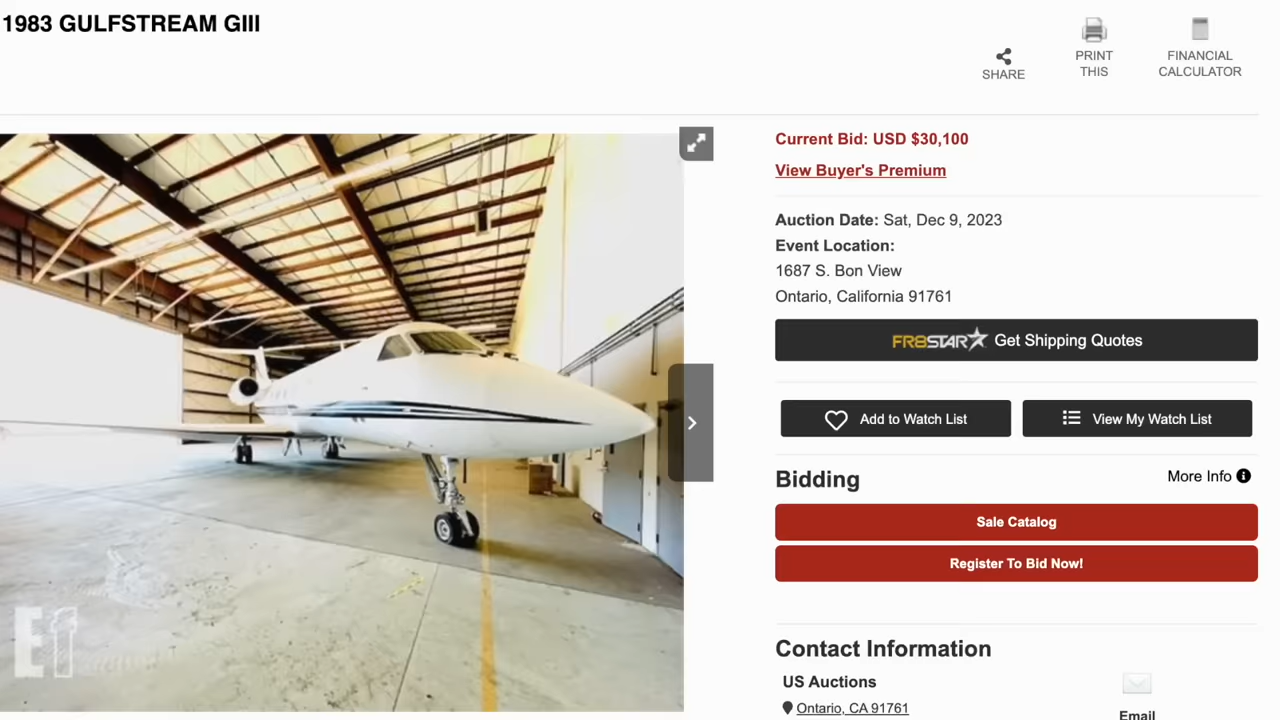 1983 GULFSTREAM GIII
SHARE
PRINT
THIS
FINANCIAL
CALCULATOR
Current Bid: USD $30,100
View Buyer's Premium
Auction Date: Sat, Dec 9, 2023
Event Location:
1687 S. Bon View
Ontario, California 91761
FR8STAR Get Shipping Quotes
Add to Watch List
View My Watch List
Bidding
More Info
Sale Catalog
Register To Bid Now!
Contact Information
US Auctions
Ontario, CA 91761
Email